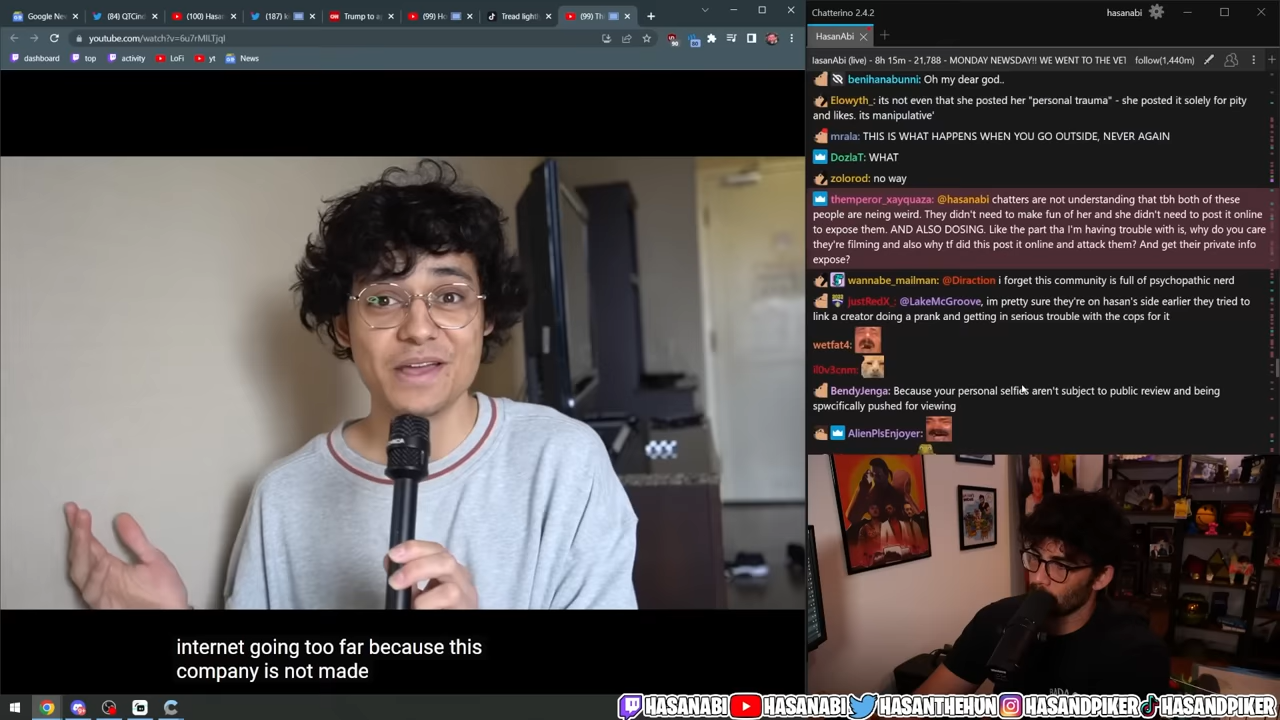 Google Nev
(84) QTCin
(100) Hasa
(187) k
Trump to a
(99) Ho
Tread light
(99) Th
youtube.com/watch?v=6u7rMILTjqI
dashboard
top
activity
LoFi
yt
News
Chatterino 2.4.2
hasanabi
HasanAbi
IasanAbi (live) - 8h 15m - 21,788 - MONDAY NEWSDAY!! WE WENT TO THE VET
follow(1,440m)
benihanabunni: Oh my dear god..
Elowyth_: its not even that she posted her "personal trauma" - she posted it solely for pity
and likes. its manipulative'
mrala: THIS IS WHAT HAPPENS WHEN YOU GO OUTSIDE, NEVER AGAIN
DozlaT: WHAT
zolorod: no way
themperor_xayquaza: @hasanabi chatters are not understanding that tbh both of these
people are neing weird. They didn't need to make fun of her and she didn't need to post it online
to expose them. AND ALSO DOSING. Like the part tha I'm having trouble with is, why do you care
they're filming and also why tf did this post it online and attack them? And get their private info
expose?
wannabe_mailman: @Diraction i forget this community is full of psychopathic nerd
justRedX_: @LakeMcGroove, im pretty sure they're on hasan's side earlier they tried to
link a creator doing a prank and getting in serious trouble with the cops for it
wetfat4:
il0v3cnm:
BendyJenga: Because your personal selfies aren't subject to public review and being
spwcifically pushed for viewing
AlienPlsEnjoyer:
internet going too far because this
company is not made
HASANABI
HASANABI
HASANTHEHUN
HASANDPIKER
HASANDPIKER